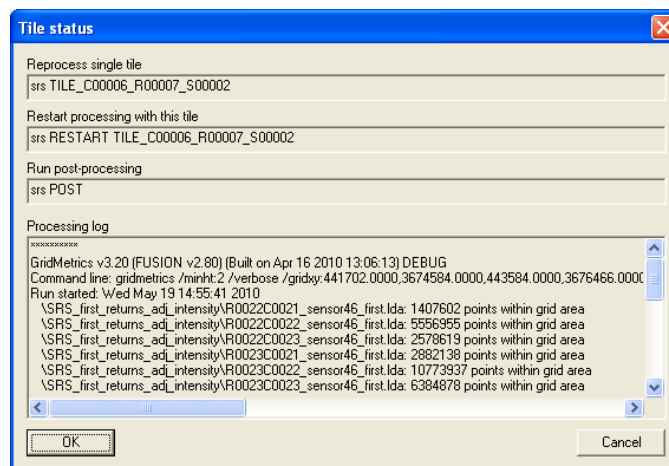 Tile status
Reprocess single tile
srs TILE_C00006_R00007_S00002
Restart processing with this tile
srs RESTART TILE_C00006_R00007_S00002
Run post-processing
srs POST
Processing log
**********
GridMetrics v3.20 (FUSION v2.80) (Built on Apr 16 2010 13:06:13) DEBUG
Command line: gridmetrics /minht:2 /verbose /gridxy:441702.0000,3674584.0000,443584.0000,3676466.0000
Run started: Wed May 19 14:55:41 2010
\SRS_first_returns_adj_intensity\R0022C0021_sensor46_first.lda: 1407602 points within grid area
\SRS_first_returns_adj_intensity\R0022C0022_sensor46_first.lda: 5556955 points within grid area
\SRS_first_returns_adj_intensity\R0022C0023_sensor46_first.lda: 2578619 points within grid area
\SRS_first_returns_adj_intensity\R0023C0021_sensor46_first.lda: 2882138 points within grid area
\SRS_first_returns_adj_intensity\R0023C0022_sensor46_first.lda: 10773937 points within grid area
\SRS_first_returns_adj_intensity\R0023C0023_sensor46_first.lda: 6384878 points within grid area
OK
Cancel